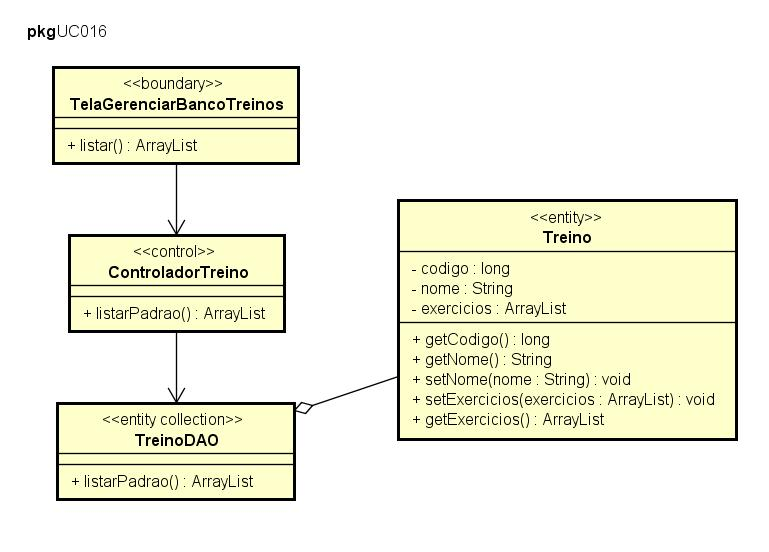 pkgUC016
<<boundary>>
TelaGerenciarBancoTreinos
+ listar() : ArrayList
<<control>>
ControladorTreino
+ listarPadrao() : ArrayList
<<entity collection>>
TreinoDAO
+ listarPadrao() : ArrayList
<<entity>>
Treino
- codigo : long
- nome : String
- exercicios : ArrayList
+ getCodigo() : long
+ getNome() : String
+ setNome(nome : String) : void
+ setExercicios(exercicios : ArrayList) : void
+ getExercicios() : ArrayList